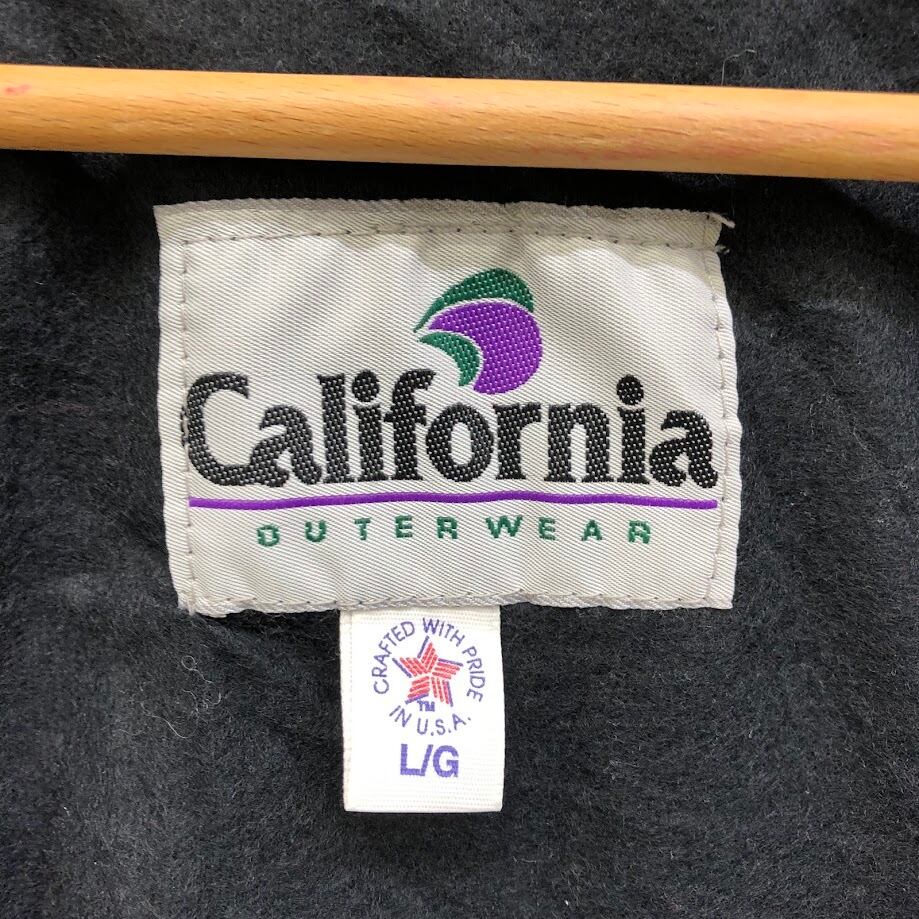 California
OUTERWEAR
CRAFTED WITH PRIDE
TM
IN U.S.A.
L/G